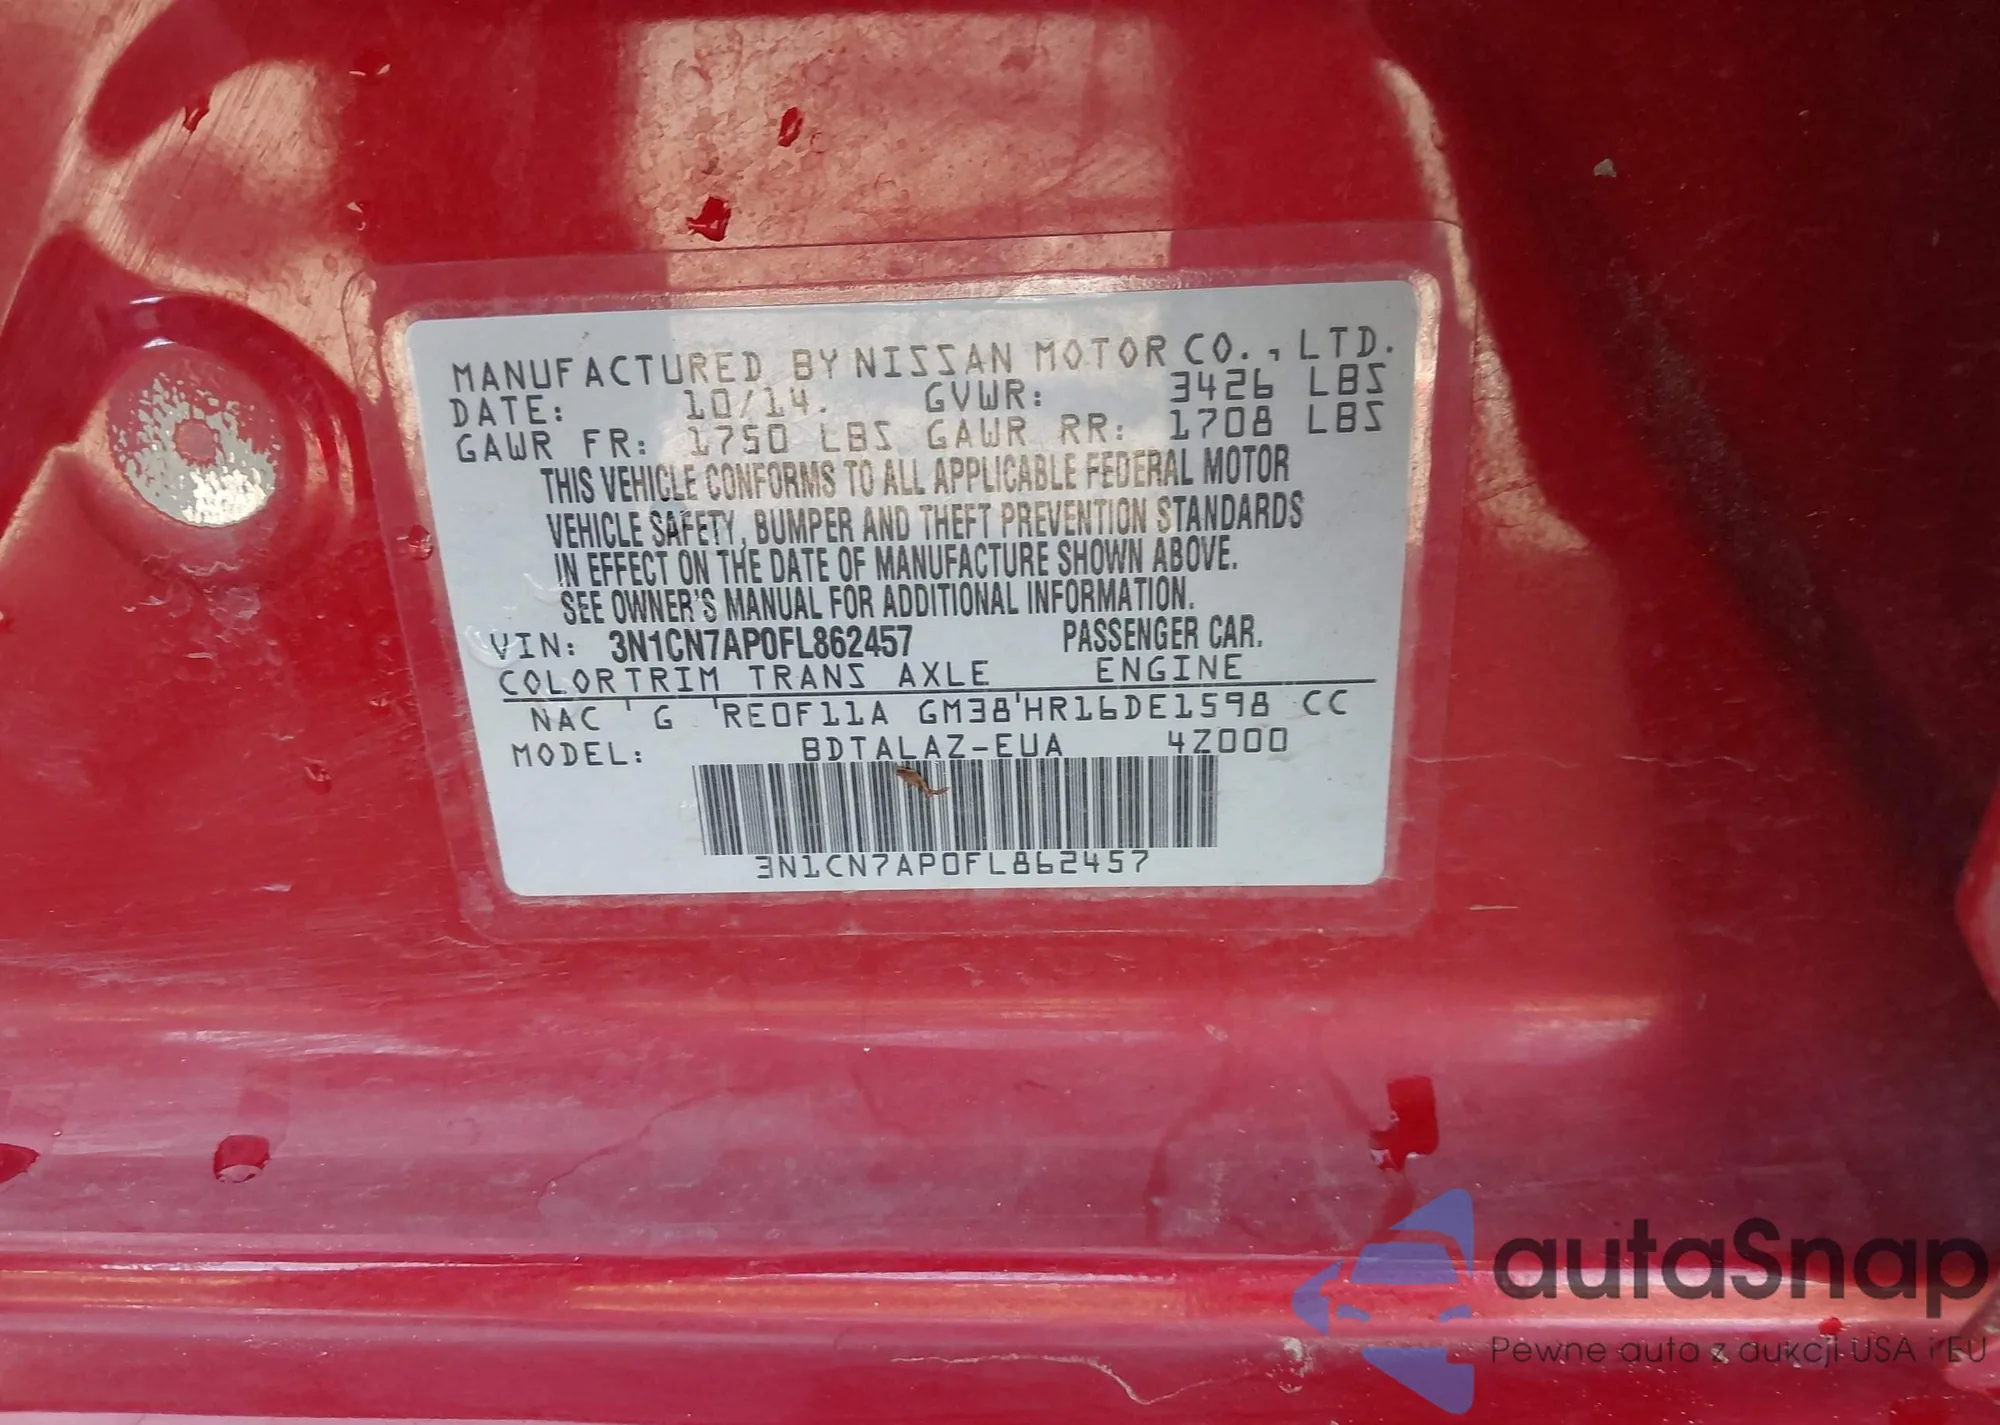 MANUFACTURED BY NISSAN MOTOR CO., LTD.
DATE: 10/14. GVWR: 3426 LBS
GAWR FR: 1750 LBS GAWR RR: 1708 LBS
THIS VEHICLE CONFORMS TO ALL APPLICABLE FEDERAL MOTOR
VEHICLE SAFETY, BUMPER AND THEFT PREVENTION STANDARDS
IN EFFECT ON THE DATE OF MANUFACTURE SHOWN ABOVE.
SEE OWNER'S MANUAL FOR ADDITIONAL INFORMATION.
VIN: 3N1CN7AP0FL862457 PASSENGER CAR.
COLOR TRIM TRANS AXLE ENGINE
NAC ' G ' RE0F11A GM38 ' HR16DE1598 CC
MODEL: BDTALAZ-EUA 4Z000
3N1CN7AP0FL862457
autaSnap
Pewne auta z aukcji USA i EU